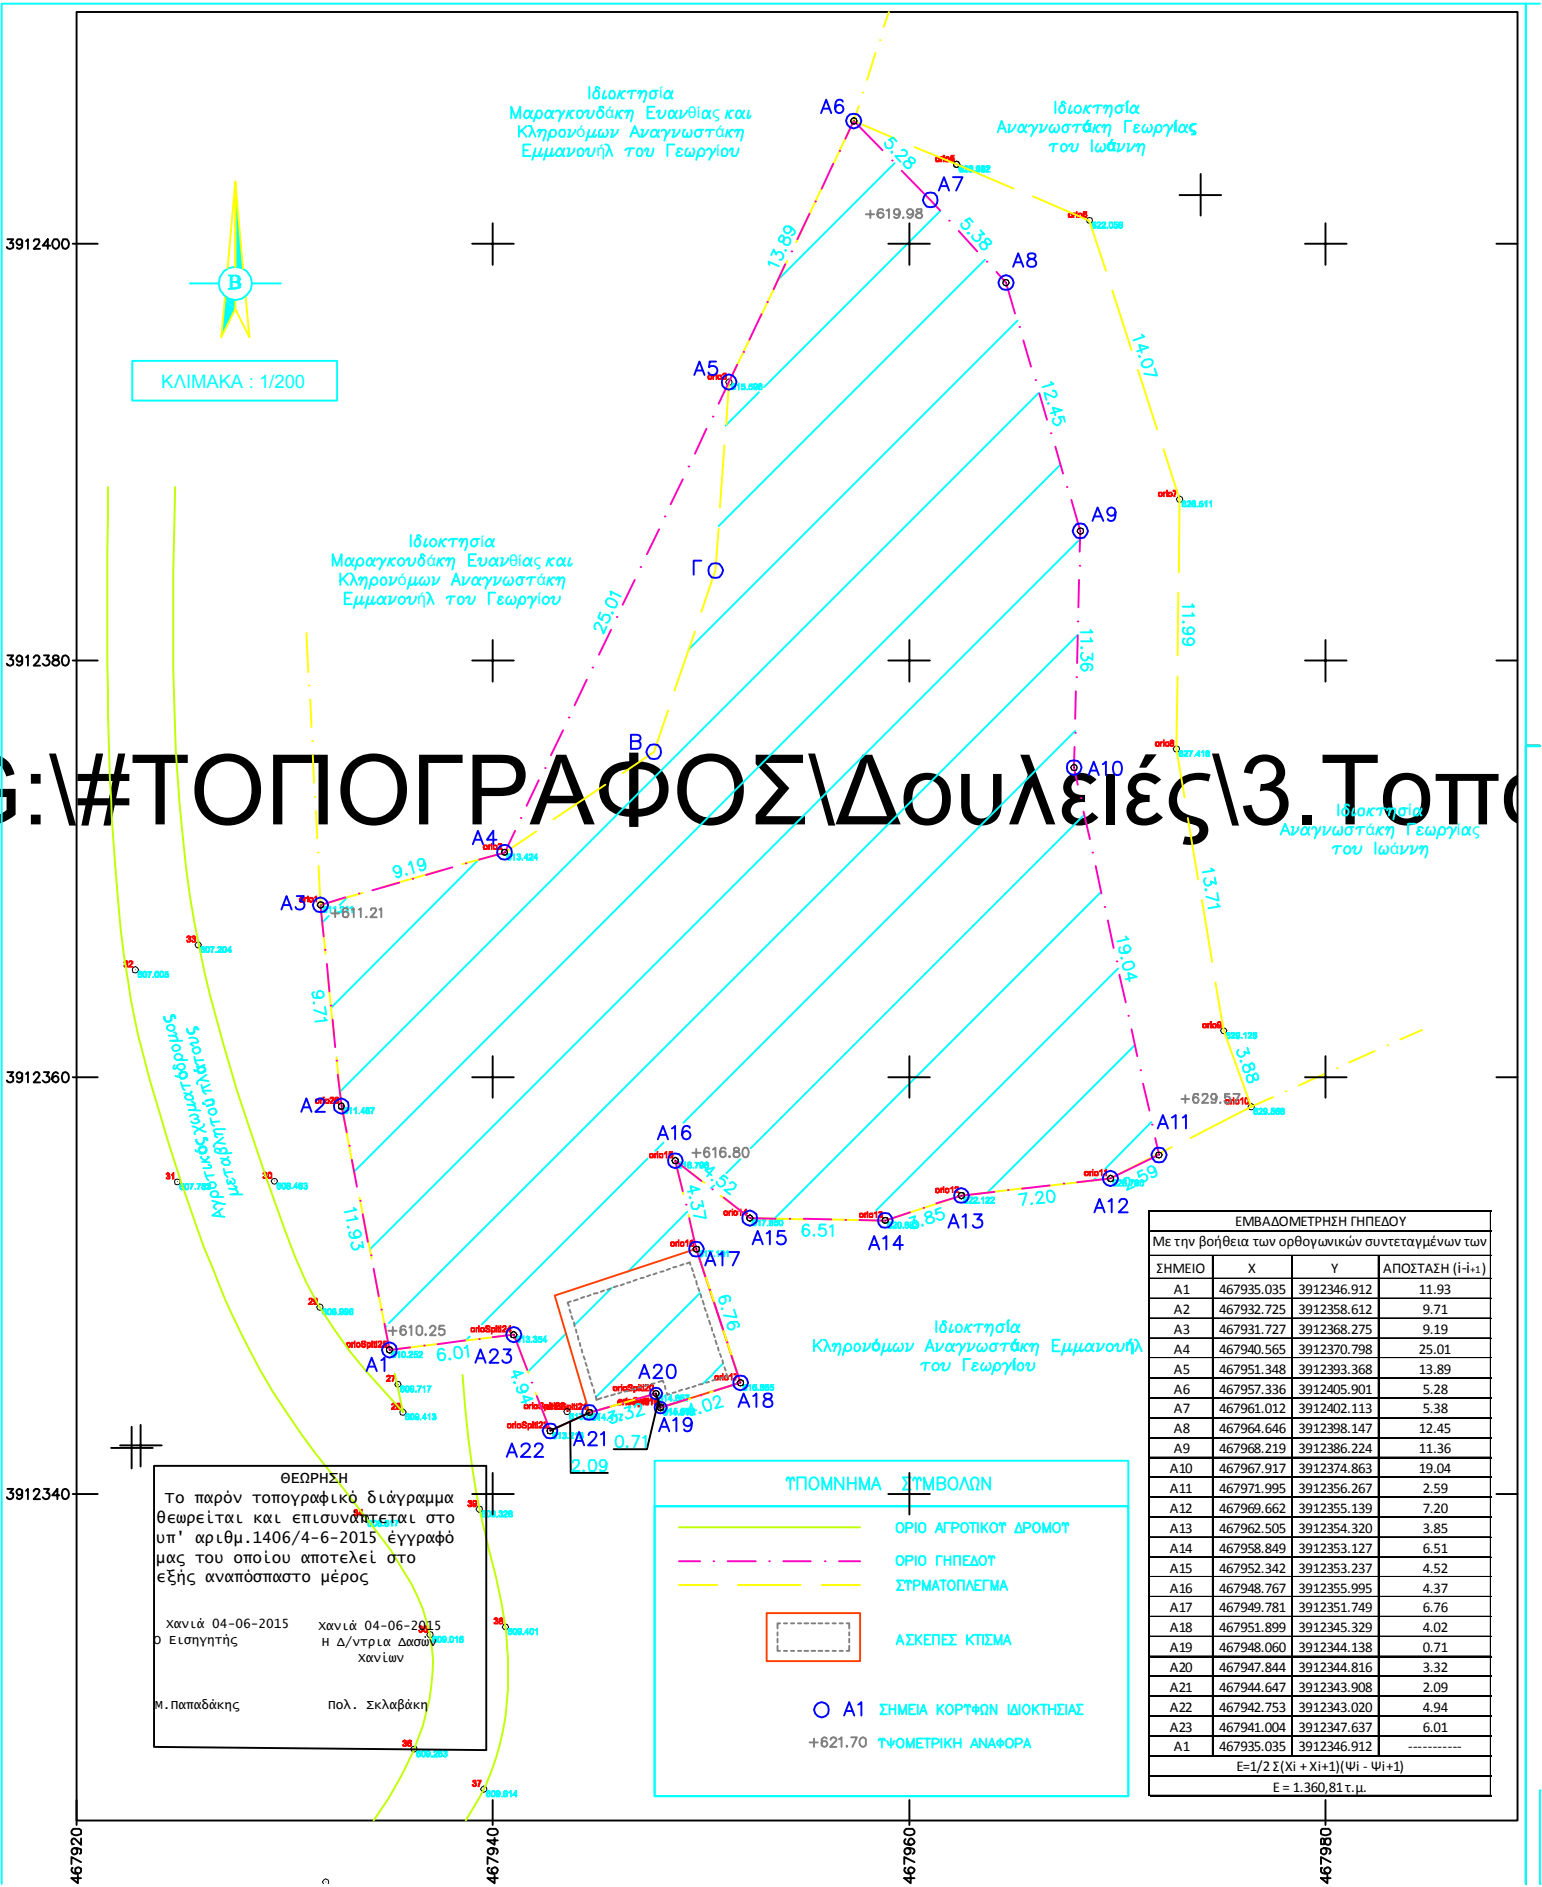 Ιδιοκτησία
Μαραγκουδάκη Ευανθίας και
Κληρονόμων Αναγνωστάκη
Εμμανουήλ του Γεωργίου
Ιδιοκτησία
Αναγνωστάκη Γεωργίας
του Ιωάννη
A6
5.28
A7
+619.98
5.38
A8
13.89
3912400
B
ΚΛΙΜΑΚΑ : 1/200
A5
14.07
12.45
A9
11.99
11.36
Ιδιοκτησία
Μαραγκουδάκη Ευανθίας και
Κληρονόμων Αναγνωστάκη
Εμμανουήλ του Γεωργίου
Γ
25.01
3912380
B
G:\#ΤΟΠΟΓΡΑΦΟΣ\Δουλειές\3.Τοπο
A10
Ιδιοκτησία
Αναγνωστάκη Γεωργίας
του Ιωάννη
A4
9.19
A3
+611.21
13.71
19.04
9.71
Αγροτικός χωματόδρομος
μεταβλητού πλάτους
3912360
A2
3.88
+629.57
A11
A16
+616.80
4.52
4.37
11.93
2.59
A12
7.20
A13
3.85
A14
6.51
A15
A17
6.76
+610.25
6.01
A1
A23
4.94
A20
A18
4.02
A19
3.32
A21
A22
0.71
2.09
Ιδιοκτησία
Κληρονόμων Αναγνωστάκη Εμμανουήλ
του Γεωργίου
3912340
ΘΕΩΡΗΣΗ
Το παρόν τοπογραφικό διάγραμμα
θεωρείται και επισυνάπτεται στο
υπ' αριθμ.1406/4-6-2015 έγγραφό
μας του οποίου αποτελεί στο
εξής αναπόσπαστο μέρος
Χανιά 04-06-2015 Χανιά 04-06-2015
Ο Εισηγητής Η Δ/ντρια Δασών
Χανίων
Μ.Παπαδάκης Πολ. Σκλαβάκη
ΥΠΟΜΝΗΜΑ ΣΥΜΒΟΛΩΝ
ΟΡΙΟ ΑΓΡΟΤΙΚΟΥ ΔΡΟΜΟΥ
ΟΡΙΟ ΓΗΠΕΔΟΥ
ΣΥΡΜΑΤΟΠΛΕΓΜΑ
ΑΣΚΕΠΕΣ ΚΤΙΣΜΑ
A1 ΣΗΜΕΙΑ ΚΟΡΥΦΩΝ ΙΔΙΟΚΤΗΣΙΑΣ
+621.70 ΥΨΟΜΕΤΡΙΚΗ ΑΝΑΦΟΡΑ
ΕΜΒΑΔΟΜΕΤΡΗΣΗ ΓΗΠΕΔΟΥ
Με την βοήθεια των ορθογωνικών συντεταγμένων των
ΣΗΜΕΙΟ X Y ΑΠΟΣΤΑΣΗ (i-i+1)
A1 467935.035 3912346.912 11.93
A2 467932.725 3912358.612 9.71
A3 467931.727 3912368.275 9.19
A4 467940.565 3912370.798 25.01
A5 467951.348 3912393.368 13.89
A6 467957.336 3912405.901 5.28
A7 467961.012 3912402.113 5.38
A8 467964.646 3912398.147 12.45
A9 467968.219 3912386.224 11.36
A10 467967.917 3912374.863 19.04
A11 467971.995 3912356.267 2.59
A12 467969.662 3912355.139 7.20
A13 467962.505 3912354.320 3.85
A14 467958.849 3912353.127 6.51
A15 467952.342 3912353.237 4.52
A16 467948.767 3912355.995 4.37
A17 467949.781 3912351.749 6.76
A18 467951.899 3912345.329 4.02
A19 467948.060 3912344.138 0.71
A20 467947.844 3912344.816 3.32
A21 467944.647 3912343.908 2.09
A22 467942.753 3912343.020 4.94
A23 467941.004 3912347.637 6.01
A1 467935.035 3912346.912 -----------
E=1/2 Σ(Xi + Xi+1)(Ψi - Ψi+1)
E = 1.360,81 τ.μ.
467920
467940
467960
467980